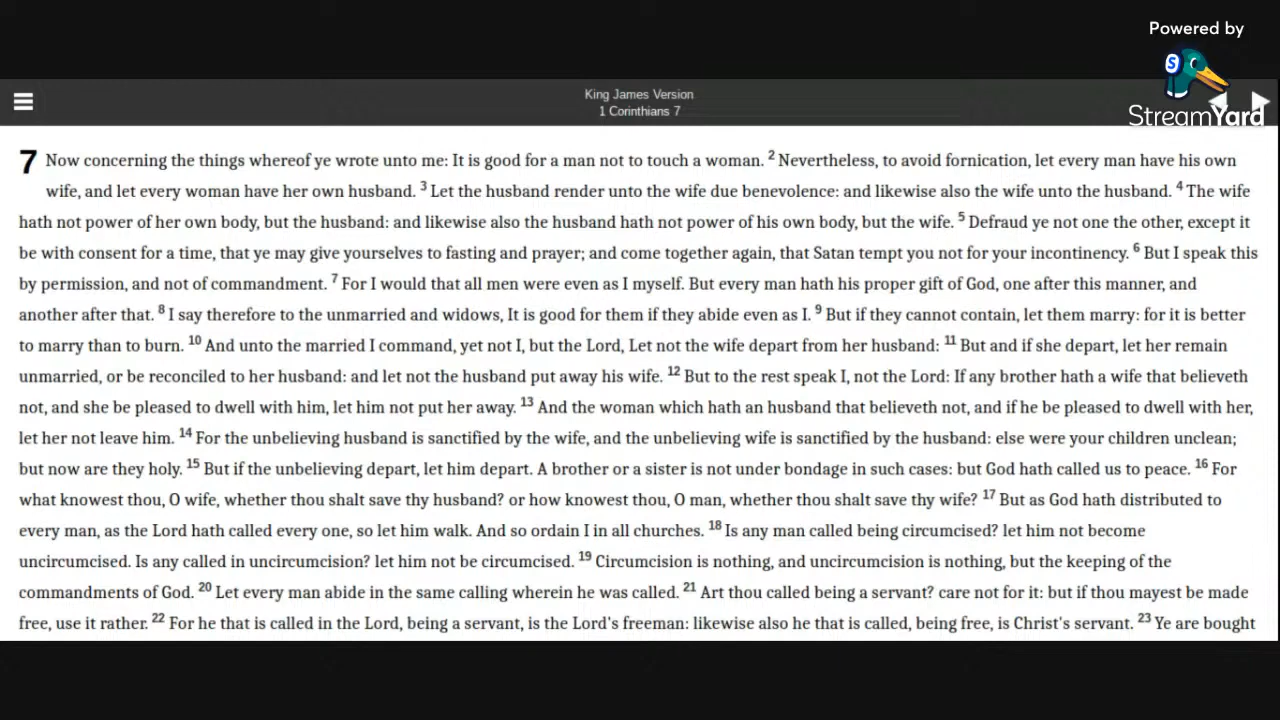 Powered by
StreamYard
King James Version
1 Corinthians 7
7 Now concerning the things whereof ye wrote unto me: It is good for a man not to touch a woman. 2 Nevertheless, to avoid fornication, let every man have his own
wife, and let every woman have her own husband. 3 Let the husband render unto the wife due benevolence: and likewise also the wife unto the husband. 4 The wife
hath not power of her own body, but the husband: and likewise also the husband hath not power of his own body, but the wife. 5 Defraud ye not one the other, except it
be with consent for a time, that ye may give yourselves to fasting and prayer; and come together again, that Satan tempt you not for your incontinency. 6 But I speak this
by permission, and not of commandment. 7 For I would that all men were even as I myself. But every man hath his proper gift of God, one after this manner, and
another after that. 8 I say therefore to the unmarried and widows, It is good for them if they abide even as I. 9 But if they cannot contain, let them marry: for it is better
to marry than to burn. 10 And unto the married I command, yet not I, but the Lord, Let not the wife depart from her husband: 11 But and if she depart, let her remain
unmarried, or be reconciled to her husband: and let not the husband put away his wife. 12 But to the rest speak I, not the Lord: If any brother hath a wife that believeth
not, and she be pleased to dwell with him, let him not put her away. 13 And the woman which hath an husband that believeth not, and if he be pleased to dwell with her,
let her not leave him. 14 For the unbelieving husband is sanctified by the wife, and the unbelieving wife is sanctified by the husband: else were your children unclean;
but now are they holy. 15 But if the unbelieving depart, let him depart. A brother or a sister is not under bondage in such cases: but God hath called us to peace. 16 For
what knowest thou, O wife, whether thou shalt save thy husband? or how knowest thou, O man, whether thou shalt save thy wife? 17 But as God hath distributed to
every man, as the Lord hath called every one, so let him walk. And so ordain I in all churches. 18 Is any man called being circumcised? let him not become
uncircumcised. Is any called in uncircumcision? let him not be circumcised. 19 Circumcision is nothing, and uncircumcision is nothing, but the keeping of the
commandments of God. 20 Let every man abide in the same calling wherein he was called. 21 Art thou called being a servant? care not for it: but if thou mayest be made
free, use it rather. 22 For he that is called in the Lord, being a servant, is the Lord's freeman: likewise also he that is called, being free, is Christ's servant. 23 Ye are bought